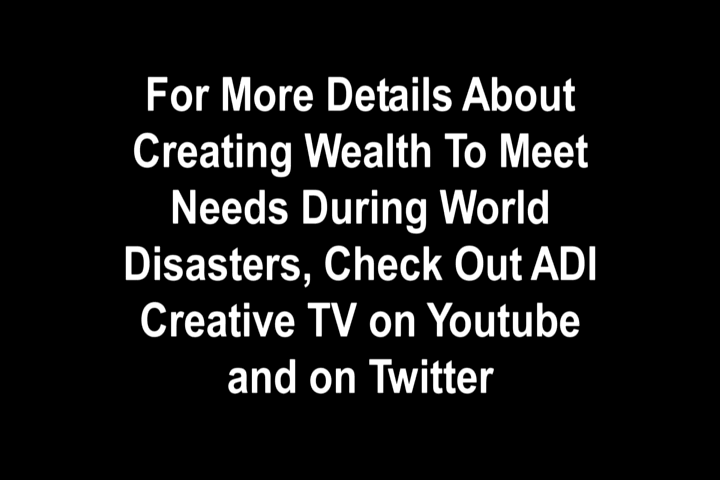 For More Details About
Creating Wealth To Meet
Needs During World
Disasters, Check Out ADI
Creative TV on Youtube
and on Twitter